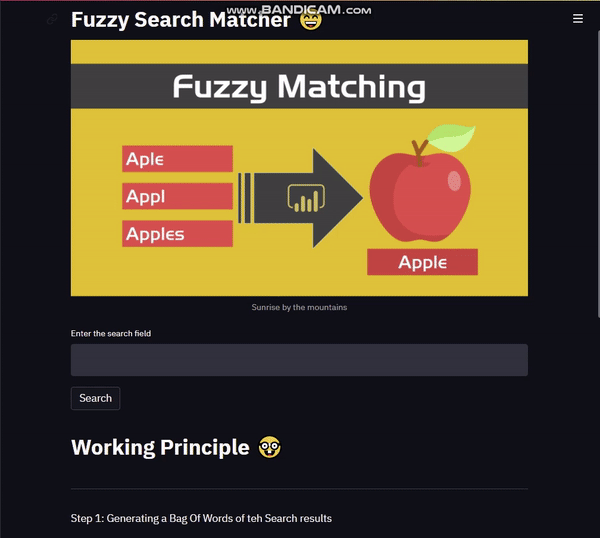 www.BANDICAM.com
Fuzzy Search Matcher
Fuzzy Matching
Aple
Appl
Apples
Apple
Sunrise by the mountains
Enter the search field
Search
Working Principle
Step 1: Generating a Bag Of Words of teh Search results